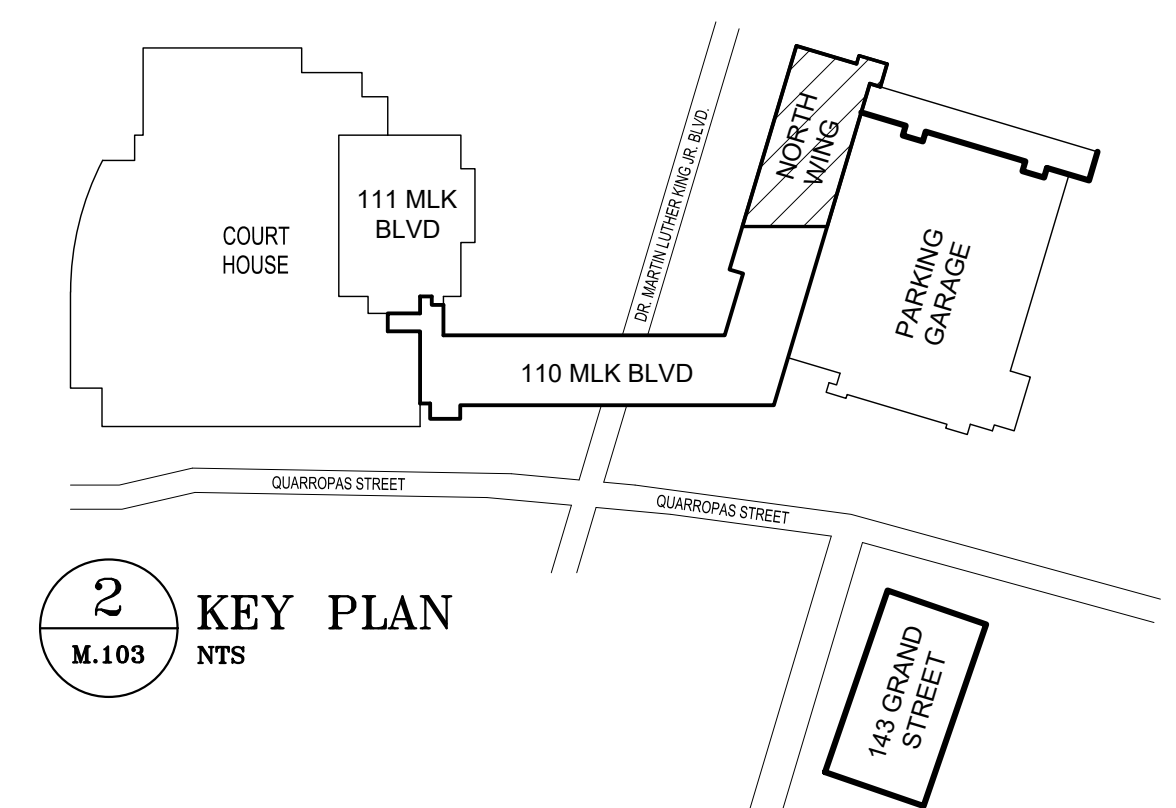 NORTH
WING
DR. MARTIN LUTHER KING JR. BLVD.
111 MLK
BLVD
COURT
HOUSE
PARKING
GARAGE
110 MLK BLVD
QUARROPAS STREET
QUARROPAS STREET
2
M.103
KEY PLAN
NTS
143 GRAND
STREET